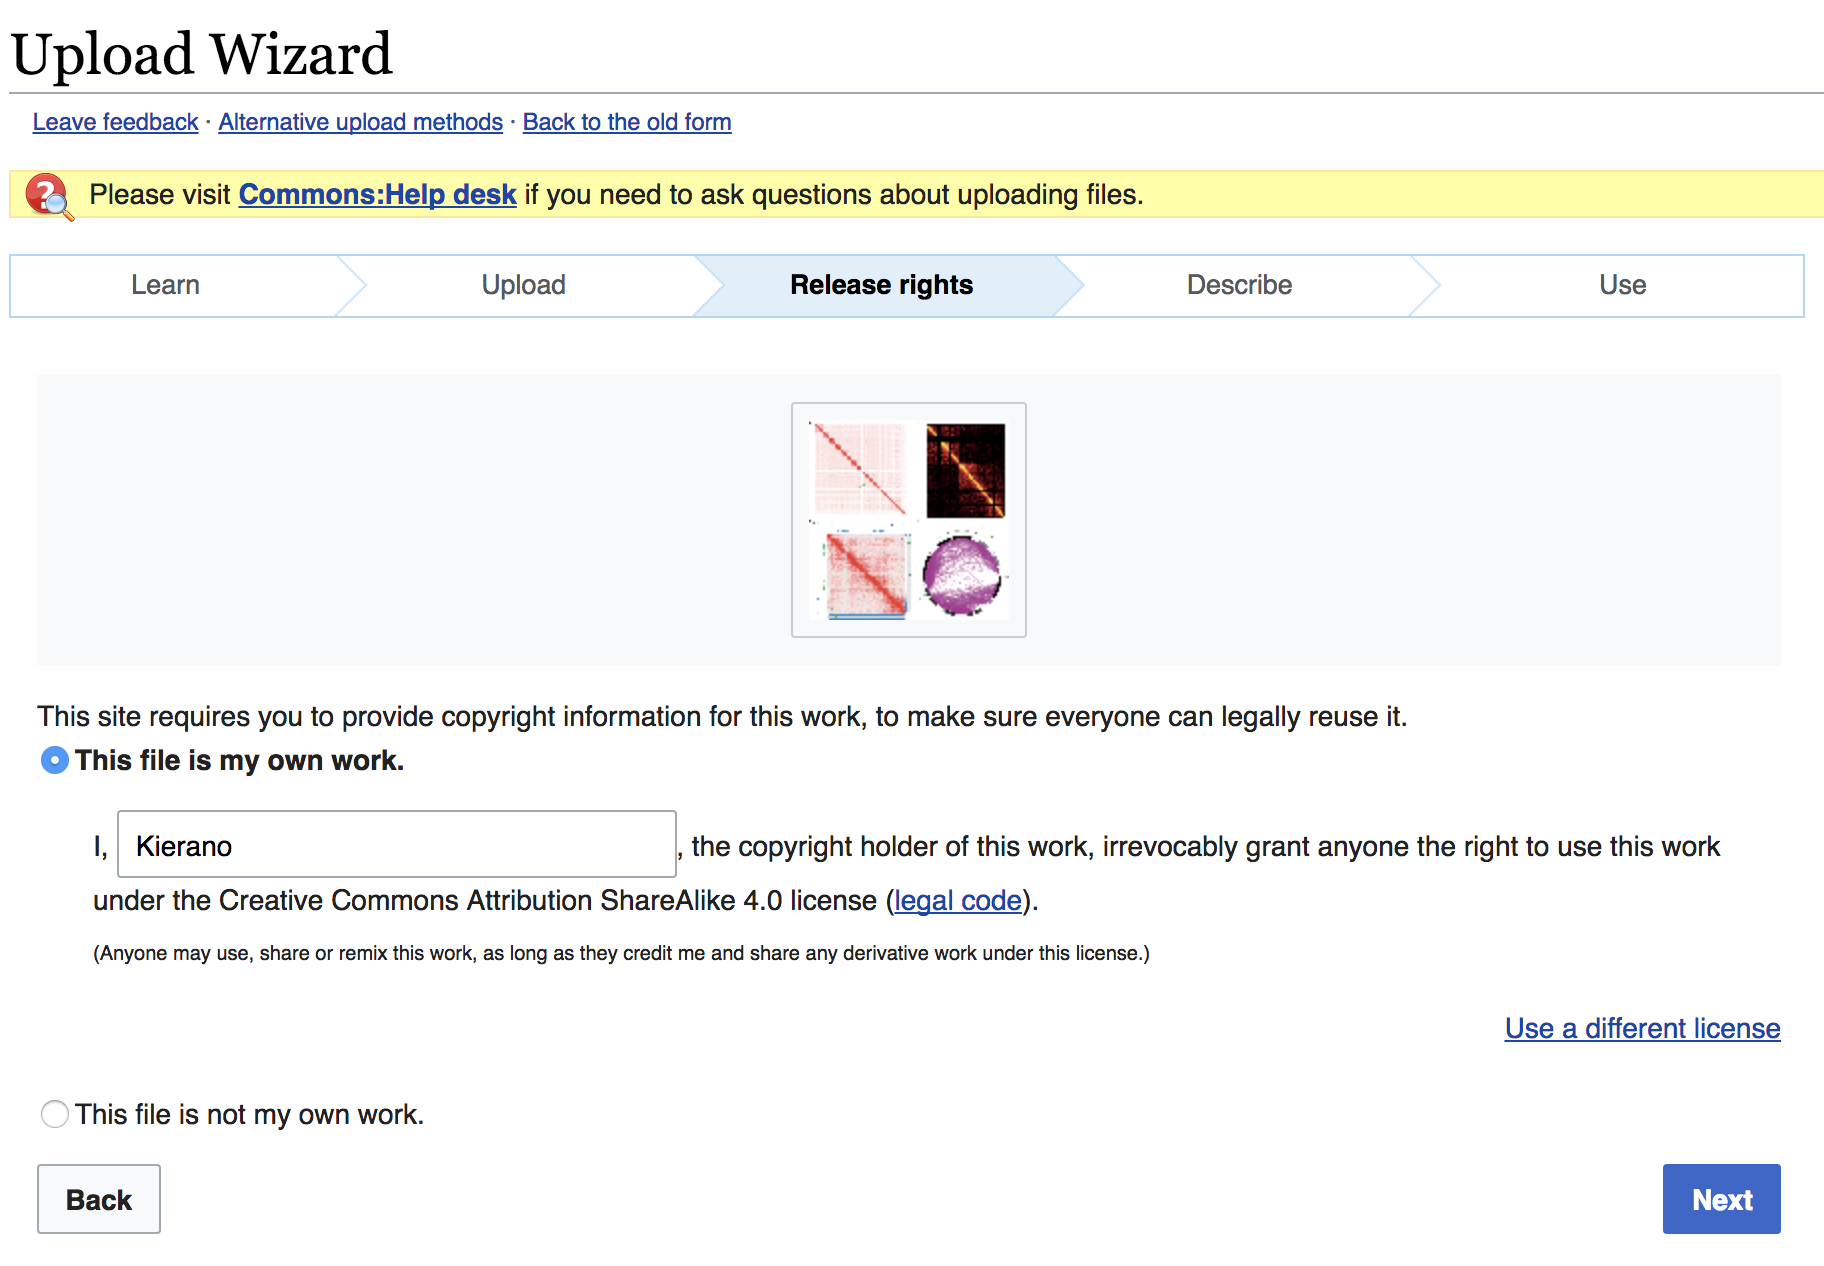 Upload Wizard
Leave feedback · Alternative upload methods · Back to the old form
Please visit Commons:Help desk if you need to ask questions about uploading files.
Learn Upload Release rights Describe Use
This site requires you to provide copyright information for this work, to make sure everyone can legally reuse it.
This file is my own work.
I, Kierano , the copyright holder of this work, irrevocably grant anyone the right to use this work
under the Creative Commons Attribution ShareAlike 4.0 license (legal code).
(Anyone may use, share or remix this work, as long as they credit me and share any derivative work under this license.)
Use a different license
This file is not my own work.
Back Next